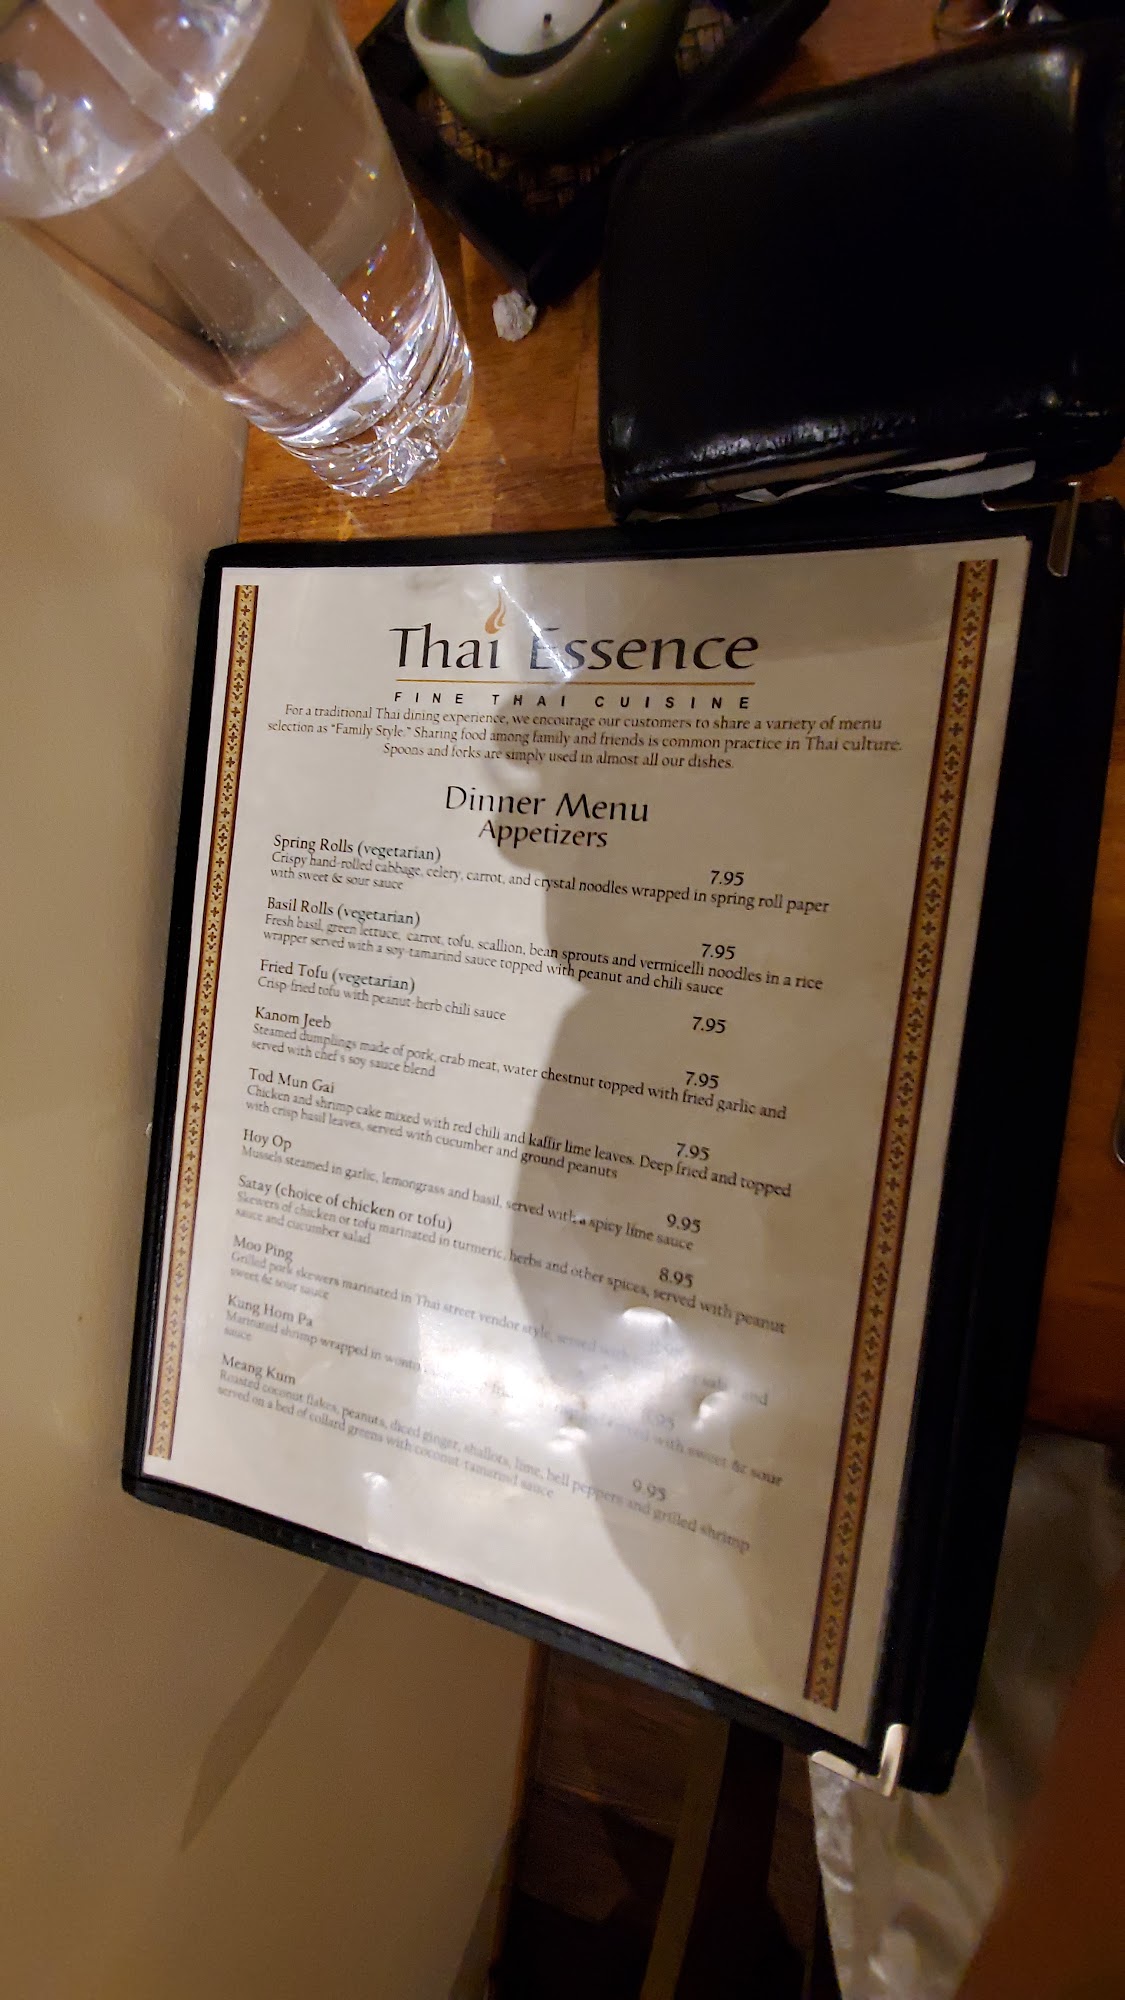 Thai Essence
FINE THAI CUISINE
For a traditional Thai dining experience, we encourage our customers to share a variety of menu
selection as "Family Style." Sharing food among family and friends is common practice in Thai culture.
Spoons and forks are simply used in almost all our dishes.
Dinner Menu
Appetizers
Spring Rolls (vegetarian) 7.95
Crispy hand-rolled cabbage, celery, carrot, and crystal noodles wrapped in spring roll paper
with sweet & sour sauce
Basil Rolls (vegetarian) 7.95
Fresh basil, green lettuce, carrot, tofu, scallion, bean sprouts and vermicelli noodles in a rice
wrapper served with a soy-tamarind sauce topped with peanut and chili sauce
Fried Tofu (vegetarian) 7.95
Crisp-fried tofu with peanut-herb chili sauce
Kanom Jeeb 7.95
Steamed dumplings made of pork, crab meat, water chestnut topped with fried garlic and
served with chef's soy sauce blend
Tod Mun Gai 7.95
Chicken and shrimp cake mixed with red chili and kaffir lime leaves. Deep fried and topped
with crisp basil leaves, served with cucumber and ground peanuts
Hoy Op 9.95
Mussels steamed in garlic, lemongrass and basil, served with a spicy lime sauce
Satay (choice of chicken or tofu) 8.95
Skewers of chicken or tofu marinated in turmeric, herbs and other spices, served with peanut
sauce and cucumber salad
Moo Ping
Grilled pork skewers marinated in Thai street vendor style, served with and
sweet & sour sauce
Kung Hom Pa
Marinated shrimp wrapped in with sweet & sour
sauce
Meang Kum 9.95
Roasted coconut flakes, peanuts, diced ginger, shallots, lime, bell peppers and grilled shrimp
served on a bed of collard greens with coconut-tamarind sauce